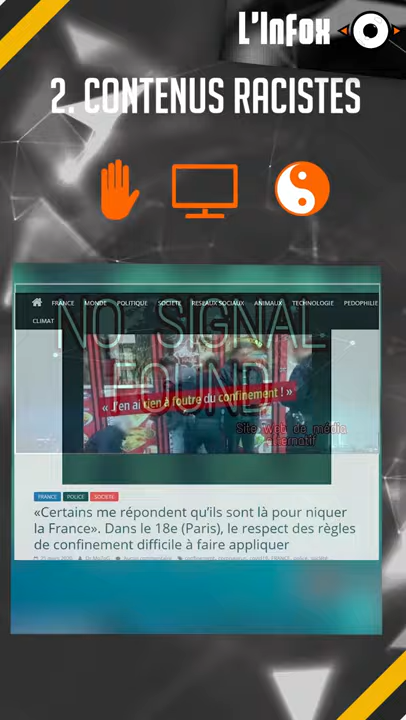 L'Infox
2. CONTENUS RACISTES
FRANCE MONDE POLITIQUE SOCIÉTÉ RESEAUX SOCIAUX ANIMAUX TECHNOLOGIE PEDOPHILIE
CLIMAT
NO SIGNAL
FOUND
« J'en ai rien à foutre du confinement ! »
Site web de média
alternatif
FRANCE POLICE SOCIETE
«Certains me répondent qu'ils sont là pour niquer
la France». Dans le 18e (Paris), le respect des règles
de confinement difficile à faire appliquer